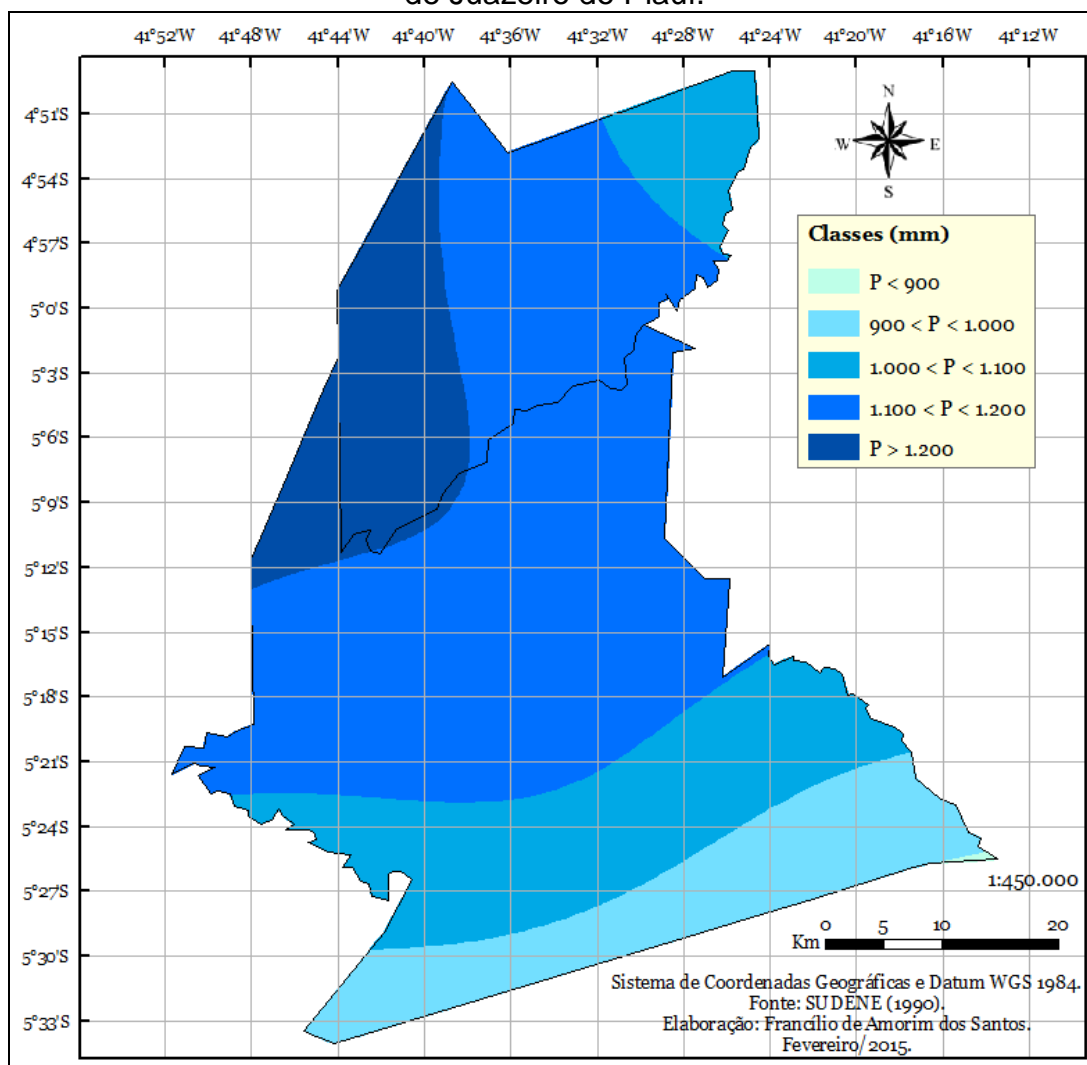 de Juazeiro do Piauí.
41°52'W 41°48'W 41°44'W 41°40'W 41°36'W 41°32'W 41°28'W 41°24'W 41°20'W 41°16'W 41°12'W
4°51'S
4°54'S
4°57'S
5°0'S
5°3'S
5°6'S
5°9'S
5°12'S
5°15'S
5°18'S
5°21'S
5°24'S
5°27'S
5°30'S
5°33'S
N
W E
S
Classes (mm)
P < 900
900 < P < 1.000
1.000 < P < 1.100
1.100 < P < 1.200
P > 1.200
1:450.000
0 5 10 20
Km
Sistema de Coordenadas Geográficas e Datum WGS 1984.
Fonte: SUDENE (1990).
Elaboração: Francílio de Amorim dos Santos.
Fevereiro/2015.